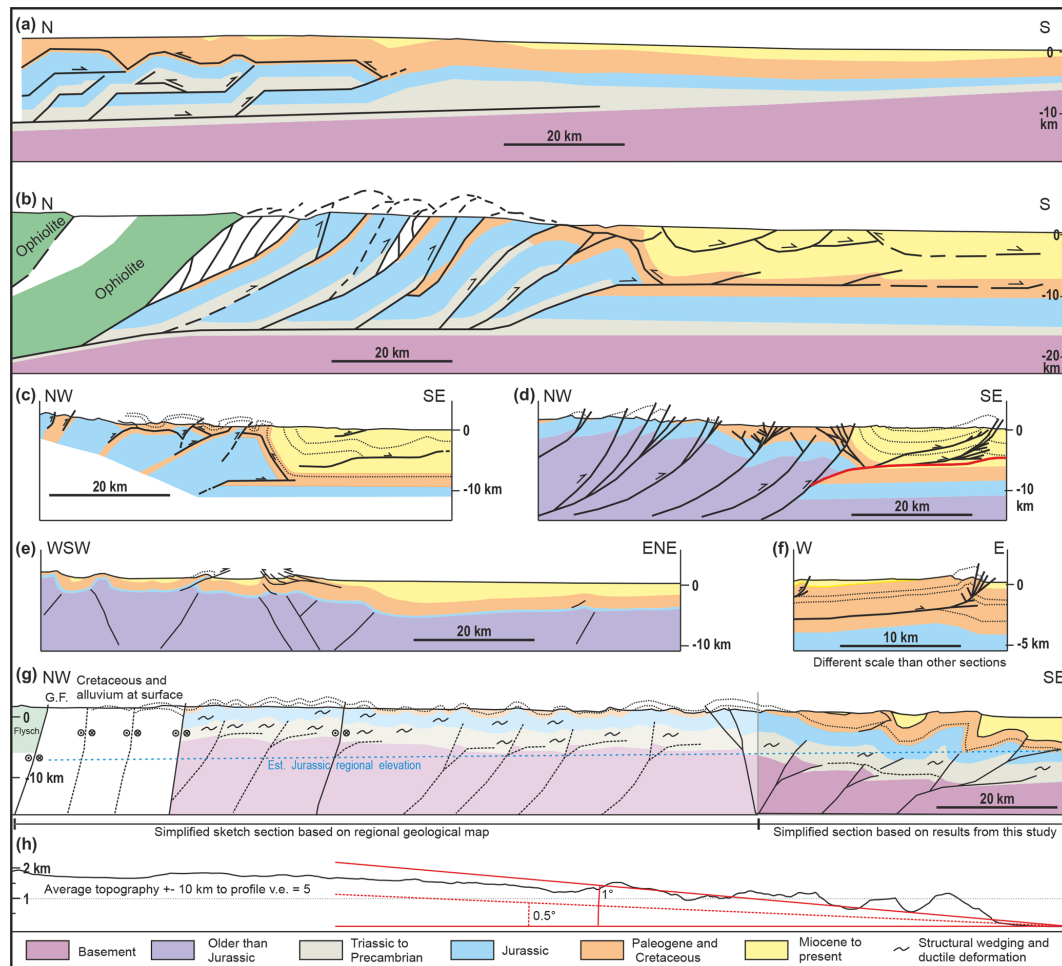 (a) N S
0
-10
km
20 km
(b) N S
Ophiolite
Ophiolite
0
-10
-20
km
20 km
(c) NW SE
0
-10 km
20 km
(d) NW SE
0
-10
km
20 km
(e) WSW ENE
0
-10 km
20 km
(f) W E
0
-5 km
10 km
Different scale than other sections
(g) NW SE
G.F.
Cretaceous and
alluvium at surface
0
Flysch
-10 km
Est. Jurassic regional elevation
20 km
Simplified sketch section based on regional geological map
Simplified section based on results from this study
(h)
2 km
Average topography +- 10 km to profile v.e. = 5
1
1°
0.5°
Basement
Older than
Jurassic
Triassic to
Precambrian
Jurassic
Paleogene and
Cretaceous
Miocene to
present
Structural wedging and
ductile deformation